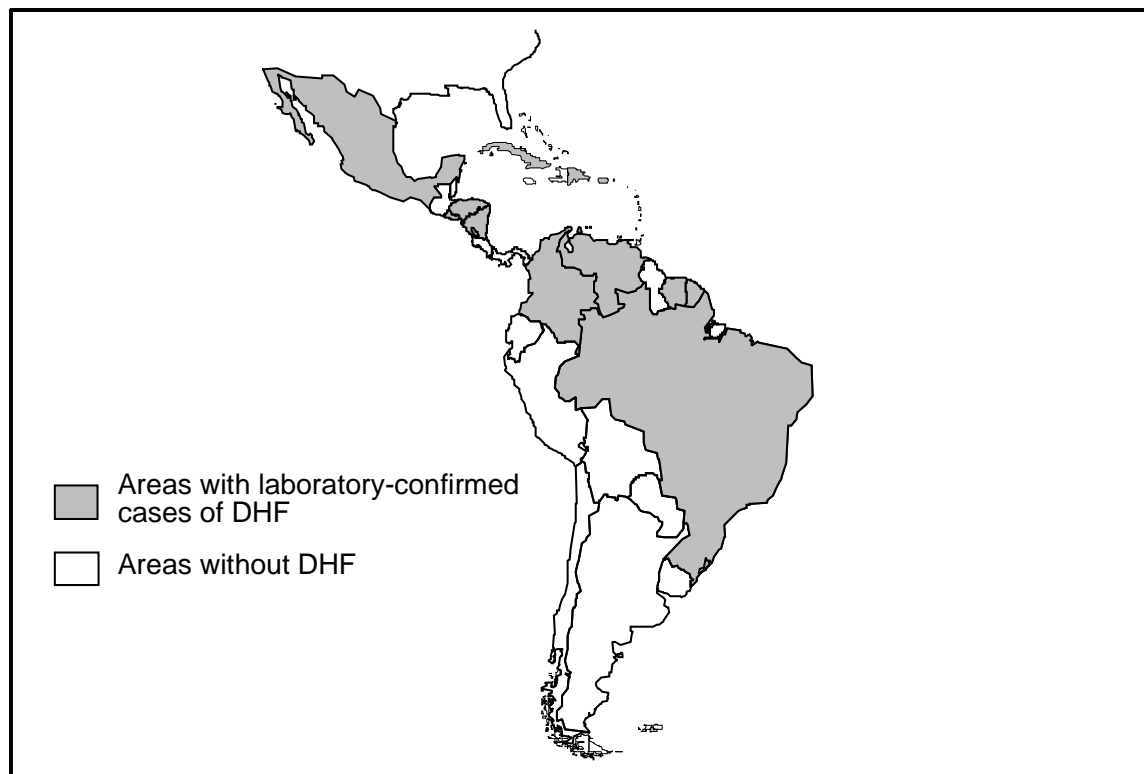 Areas with laboratory-confirmed
cases of DHF
Areas without DHF